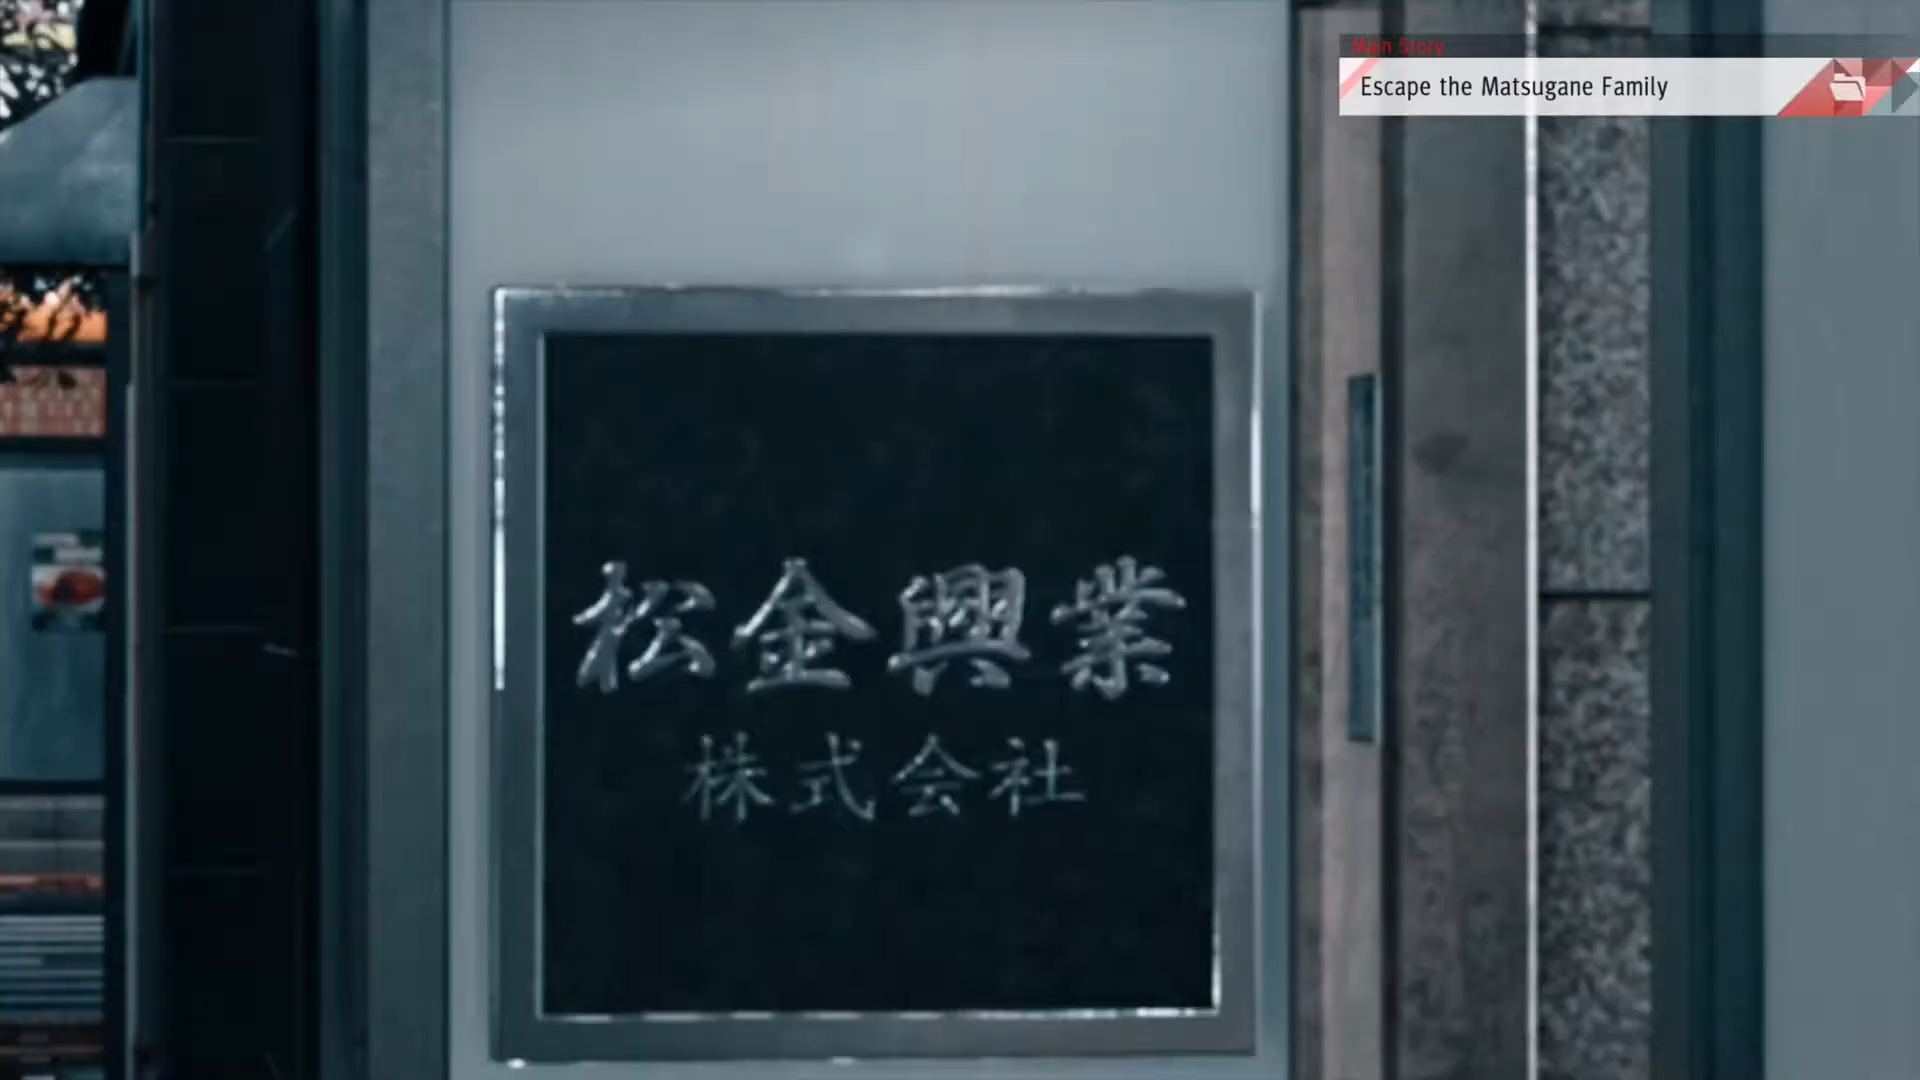 Main Story
Escape the Matsugane Family
松金興業
株式会社